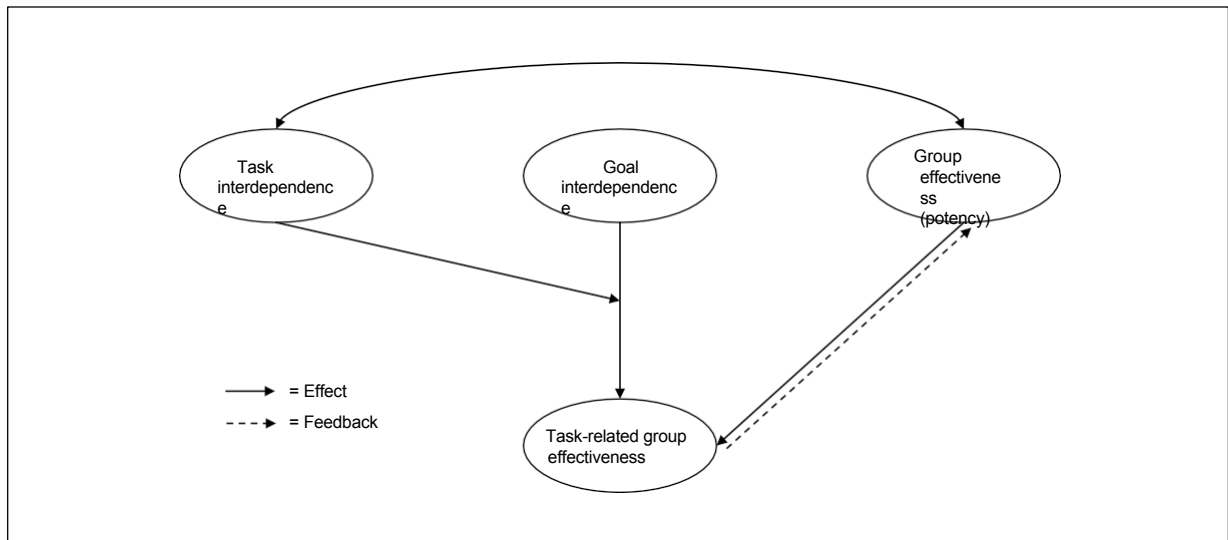 Task
interdependenc
e
Goal
interdependenc
e
Group
effectivene
ss
(potency)
= Effect
= Feedback
Task-related group
effectiveness